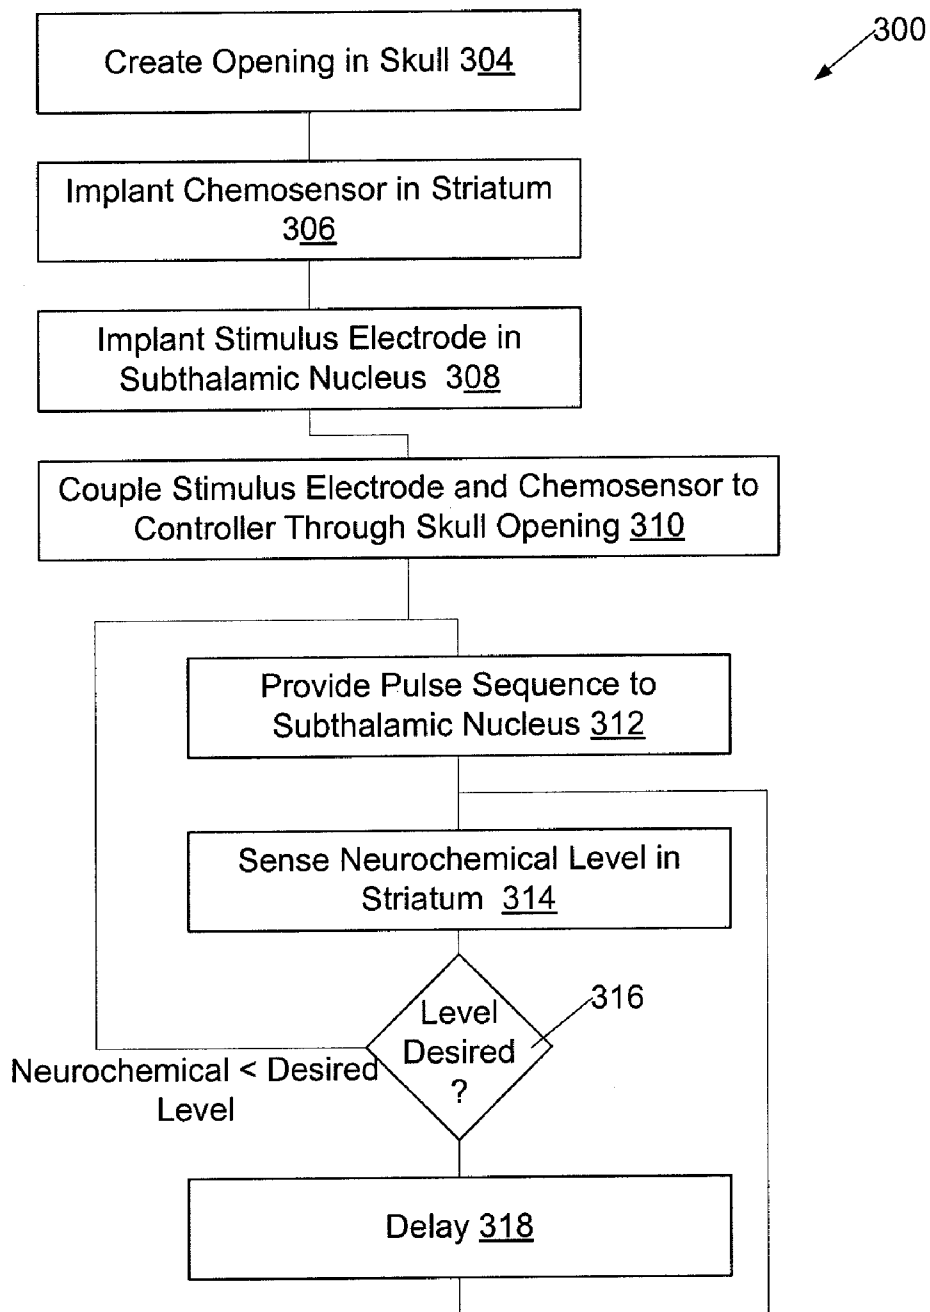 300
Create Opening in Skull 304
Implant Chemosensor in Striatum
306
Implant Stimulus Electrode in
Subthalamic Nucleus 308
Couple Stimulus Electrode and Chemosensor to
Controller Through Skull Opening 310
Provide Pulse Sequence to
Subthalamic Nucleus 312
Sense Neurochemical Level in
Striatum 314
316
Level
Desired
?
Neurochemical < Desired
Level
Delay 318